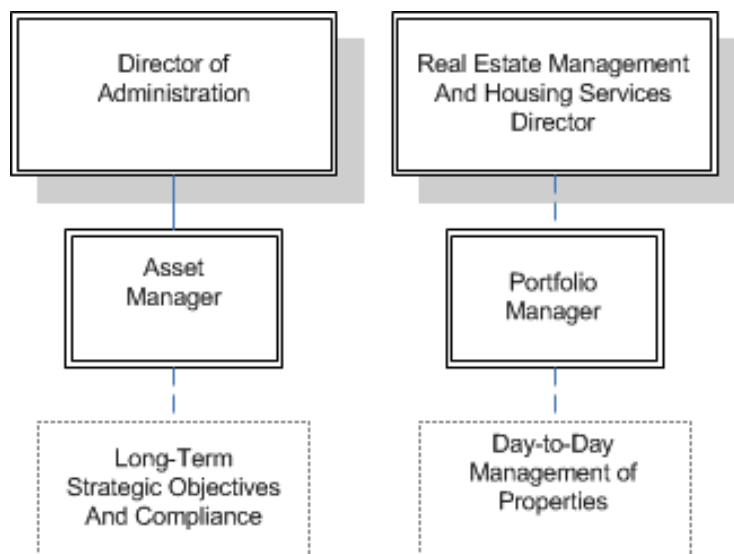 Director of
Administration
Real Estate Management
And Housing Services
Director
Asset
Manager
Portfolio
Manager
Long-Term
Strategic Objectives
And Compliance
Day-to-Day
Management of
Properties